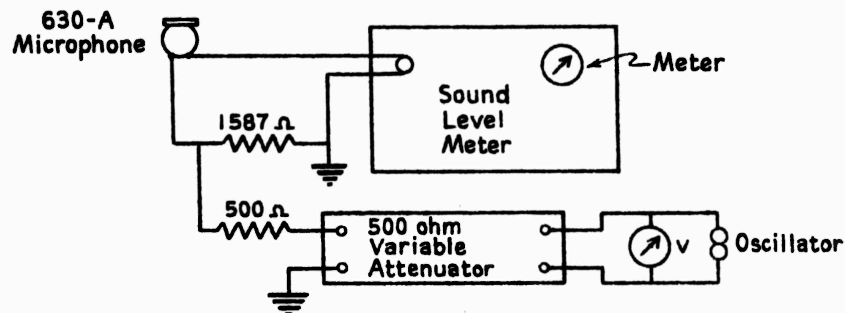 630-A
Microphone
Meter
Sound
Level
Meter
1587 Ω
500 Ω
500 ohm
Variable
Attenuator
V
Oscillator